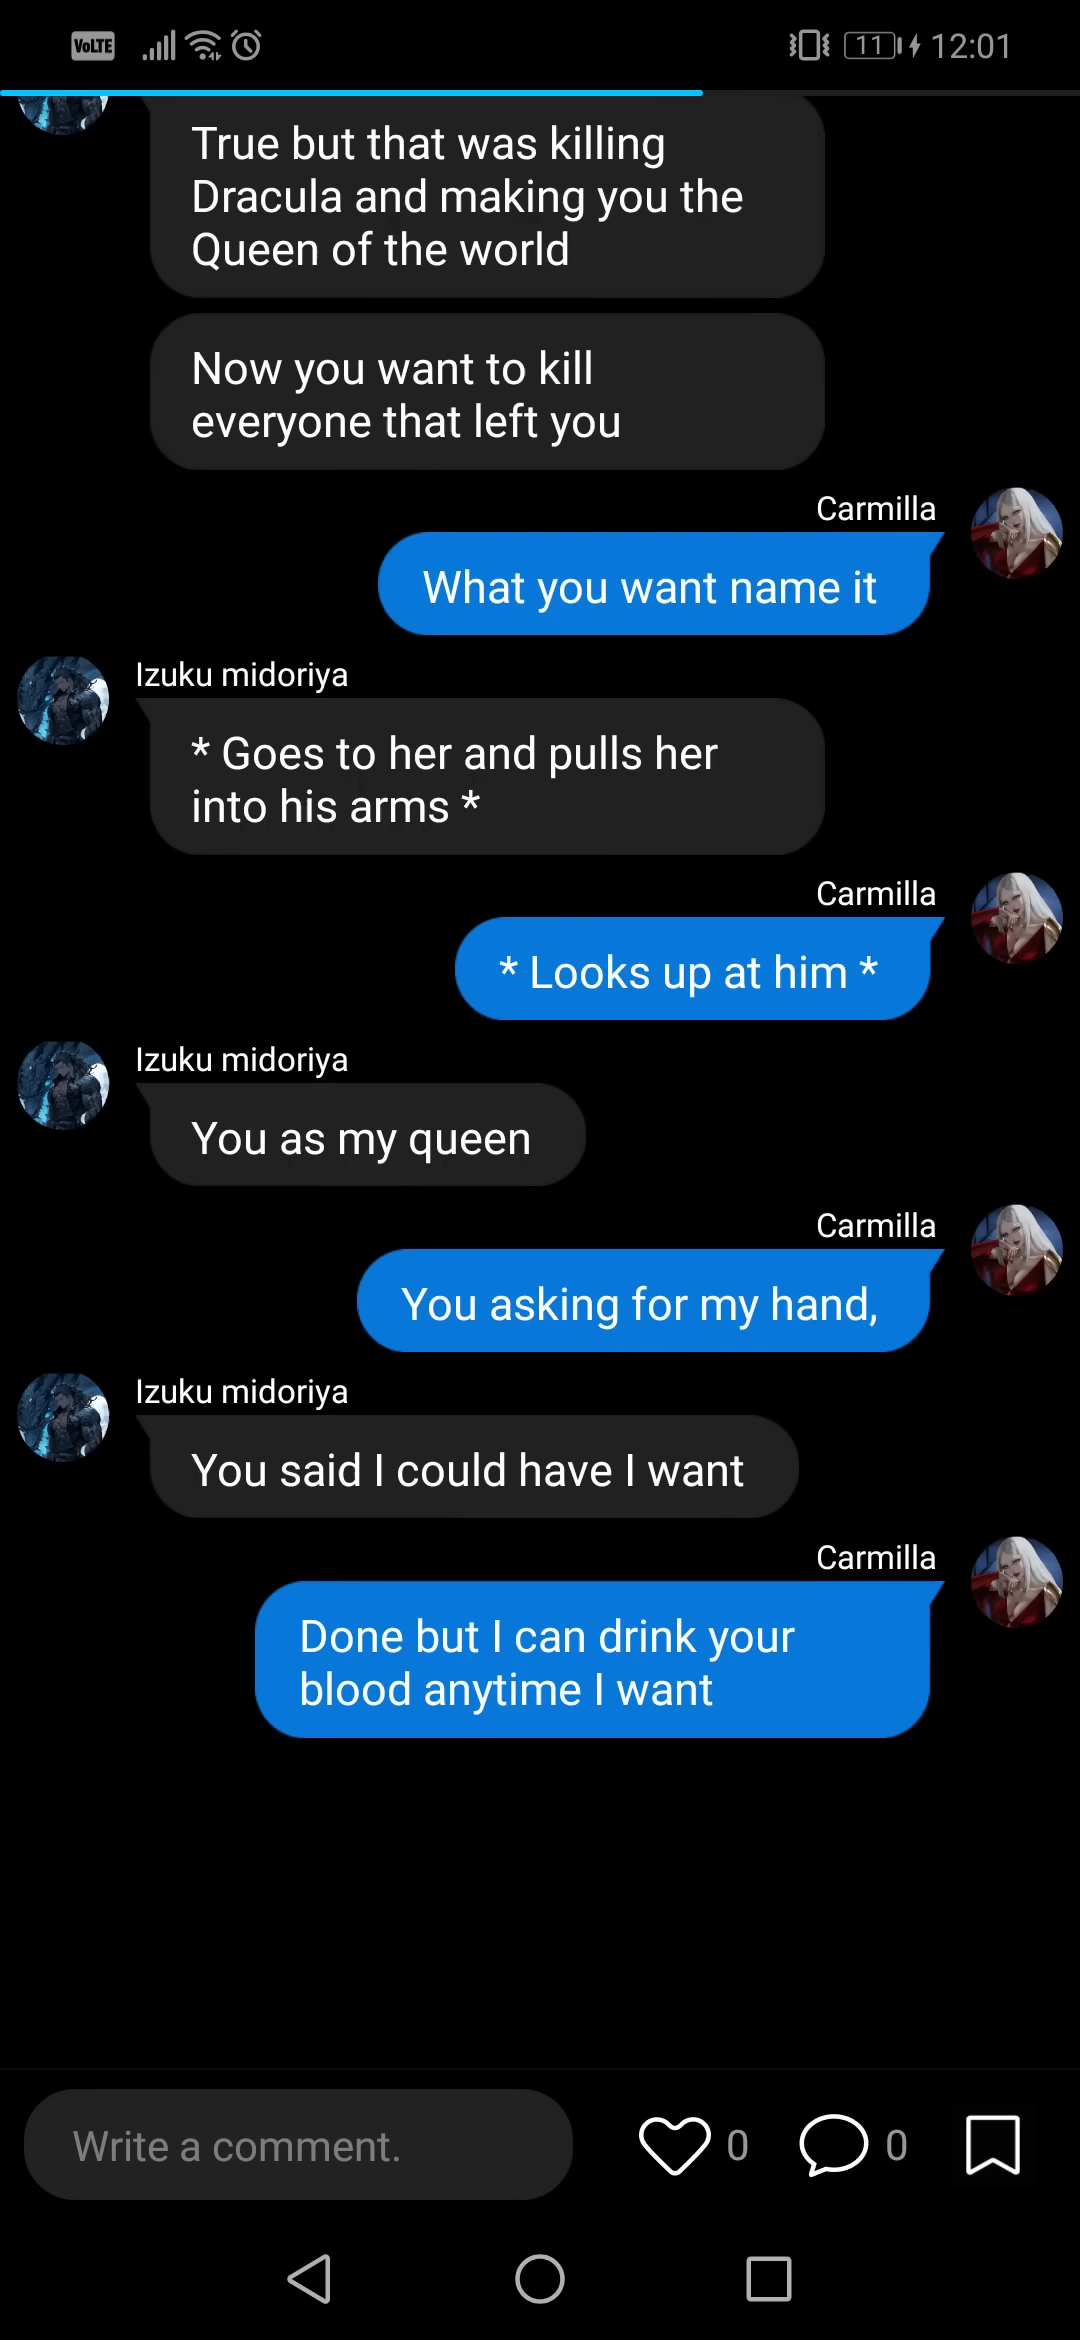 VoLTE 11 12:01
True but that was killing
Dracula and making you the
Queen of the world
Now you want to kill
everyone that left you
Carmilla
What you want name it
Izuku midoriya
* Goes to her and pulls her
into his arms *
Carmilla
* Looks up at him *
Izuku midoriya
You as my queen
Carmilla
You asking for my hand,
Izuku midoriya
You said I could have I want
Carmilla
Done but I can drink your
blood anytime I want
Write a comment. 0 0